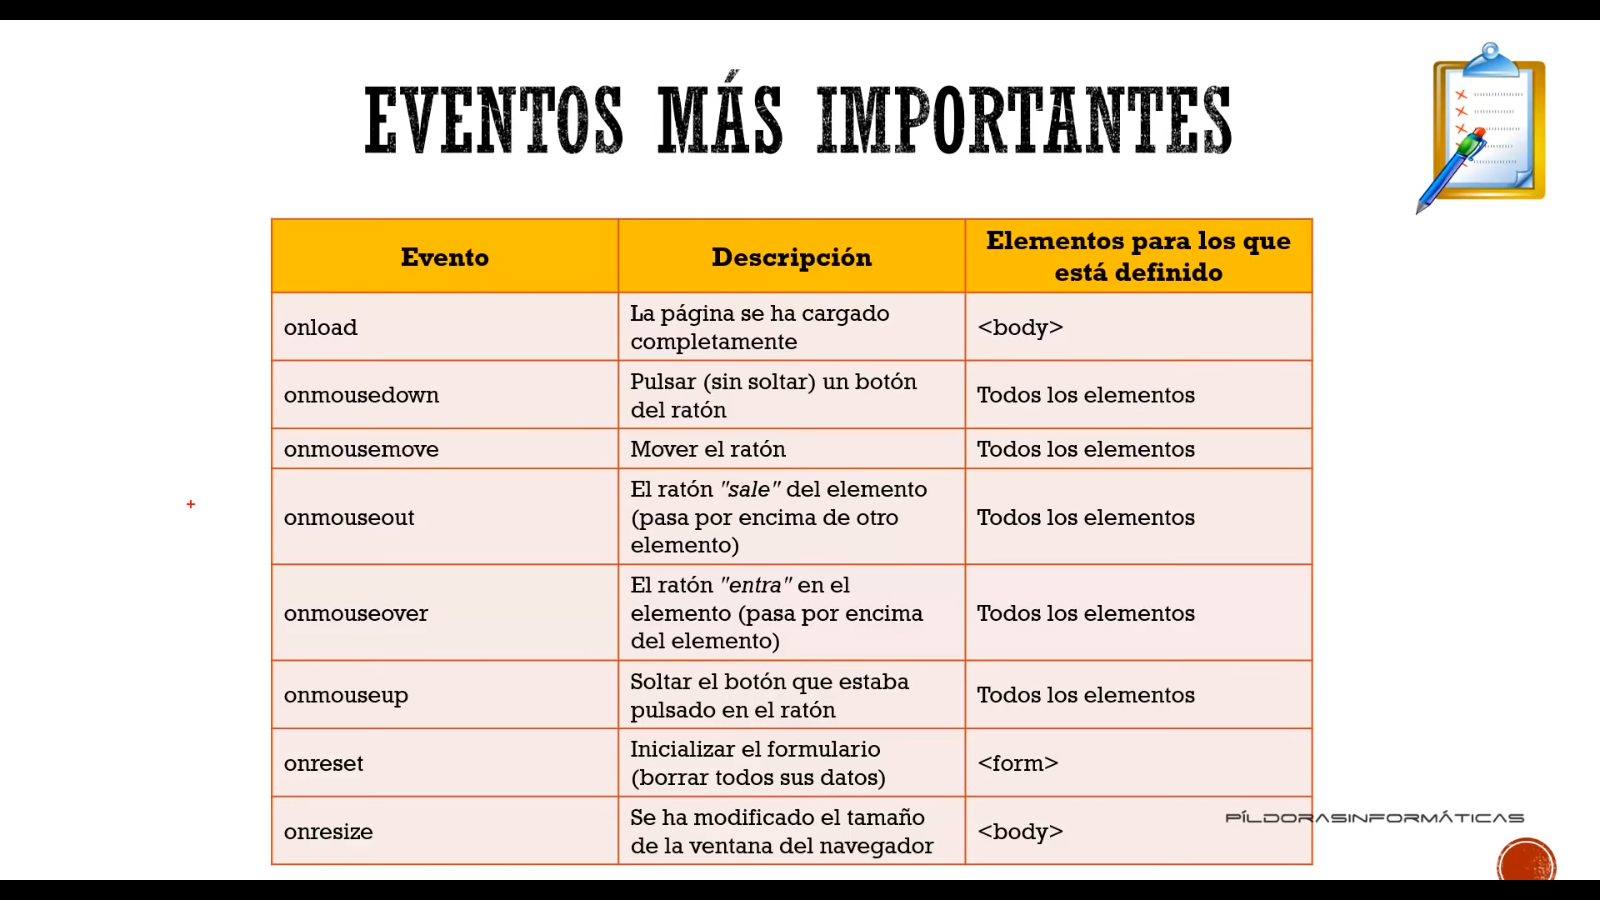 EVENTOS MÁS IMPORTANTES
Evento
Descripción
Elementos para los que
está definido
onload
La página se ha cargado
completamente
<body>
onmousedown
Pulsar (sin soltar) un botón
del ratón
Todos los elementos
onmousemove
Mover el ratón
Todos los elementos
onmouseout
El ratón "sale" del elemento
(pasa por encima de otro
elemento)
Todos los elementos
onmouseover
El ratón "entra" en el
elemento (pasa por encima
del elemento)
Todos los elementos
onmouseup
Soltar el botón que estaba
pulsado en el ratón
Todos los elementos
onreset
Inicializar el formulario
(borrar todos sus datos)
<form>
onresize
Se ha modificado el tamaño
de la ventana del navegador
<body>
PÍLDORASINFORMÁTICAS